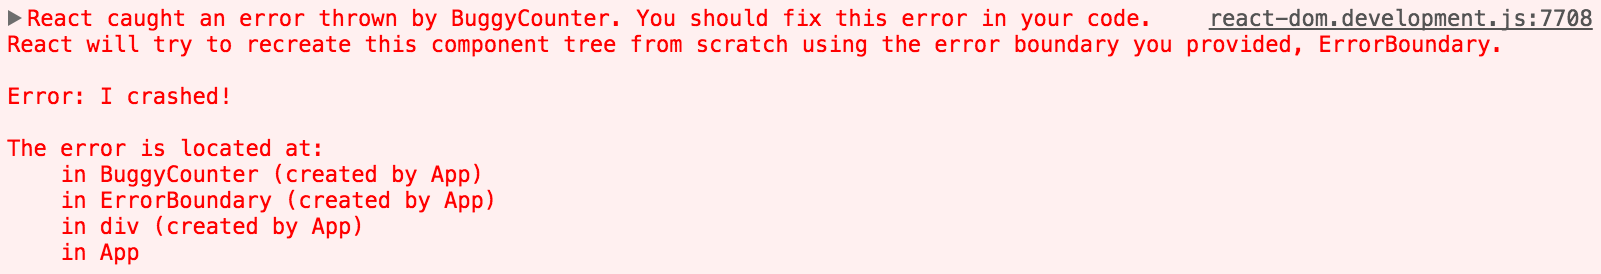 ▶React caught an error thrown by BuggyCounter. You should fix this error in your code. react-dom.development.js:7708
React will try to recreate this component tree from scratch using the error boundary you provided, ErrorBoundary.

Error: I crashed!

The error is located at:
    in BuggyCounter (created by App)
    in ErrorBoundary (created by App)
    in div (created by App)
    in App